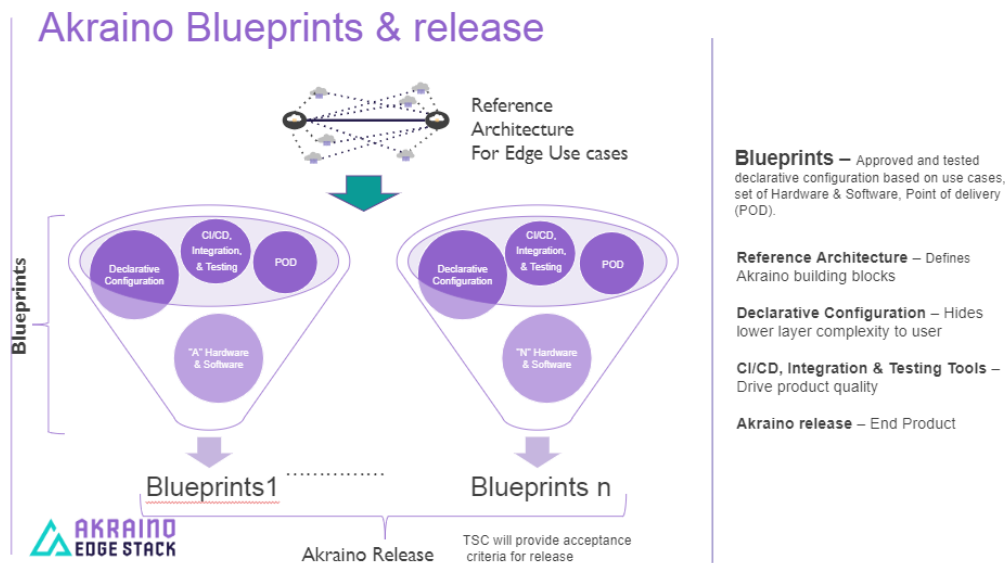 Akraino Blueprints & release
Reference
Architecture
For Edge Use cases
Blueprints
CI/CD,
Integration,
& Testing
Declarative
Configuration
POD
"A" Hardware
& Software
CI/CD,
Integration,
& Testing
Declarative
Configuration
POD
"N" Hardware
& Software
Blueprints1
................
Blueprints n
Akraino Release
TSC will provide acceptance
criteria for release
AKRAINO
EDGE STACK
Blueprints – Approved and tested
declarative configuration based on use cases,
set of Hardware & Software, Point of delivery
(POD).
Reference Architecture – Defines
Akraino building blocks
Declarative Configuration – Hides
lower layer complexity to user
CI/CD, Integration & Testing Tools –
Drive product quality
Akraino release – End Product